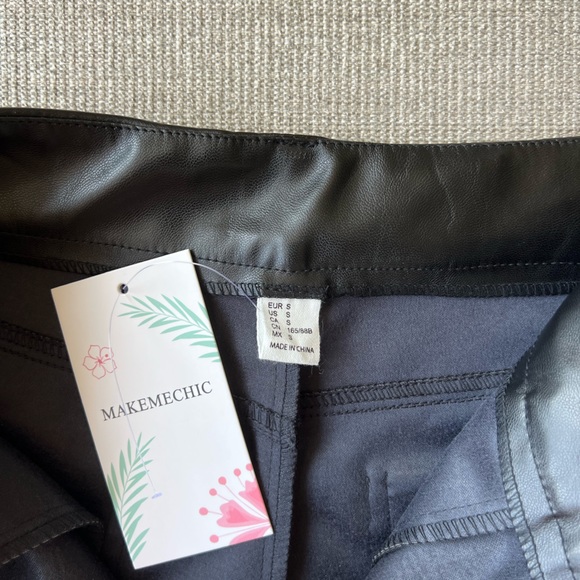 EUR S
US S
CA S
CN 165/88B
MX S
MADE IN CHINA
MAKEMECHIC